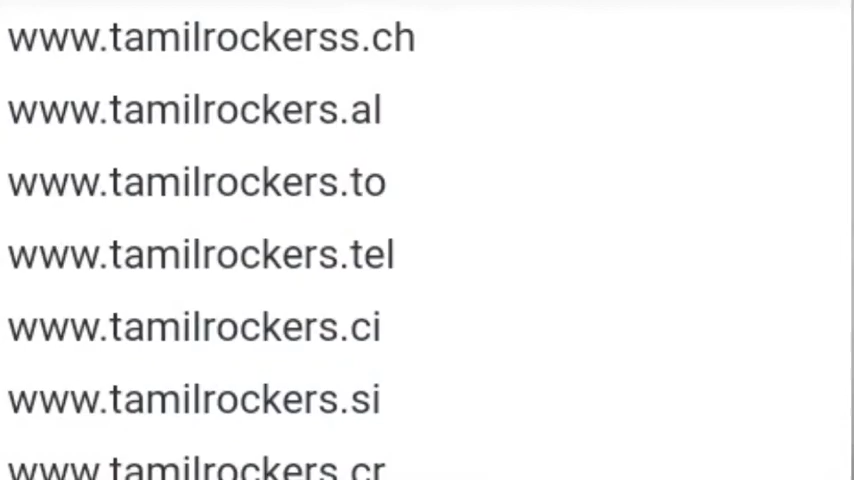 www.tamilrockerss.ch
www.tamilrockers.al
www.tamilrockers.to
www.tamilrockers.tel
www.tamilrockers.ci
www.tamilrockers.si
www.tamilrockers.cr